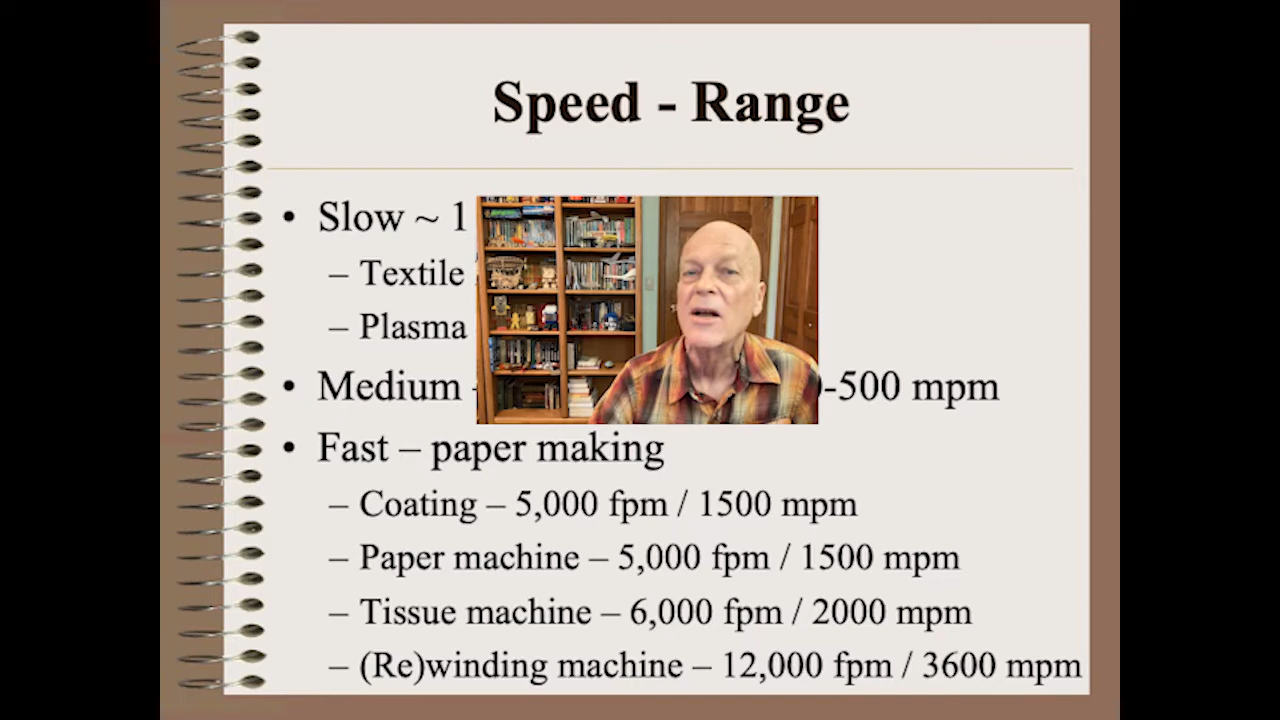 Speed - Range
• Slow ~ 1
– Textile
– Plasma
• Medium -500 mpm
• Fast – paper making
– Coating – 5,000 fpm / 1500 mpm
– Paper machine – 5,000 fpm / 1500 mpm
– Tissue machine – 6,000 fpm / 2000 mpm
– (Re)winding machine – 12,000 fpm / 3600 mpm